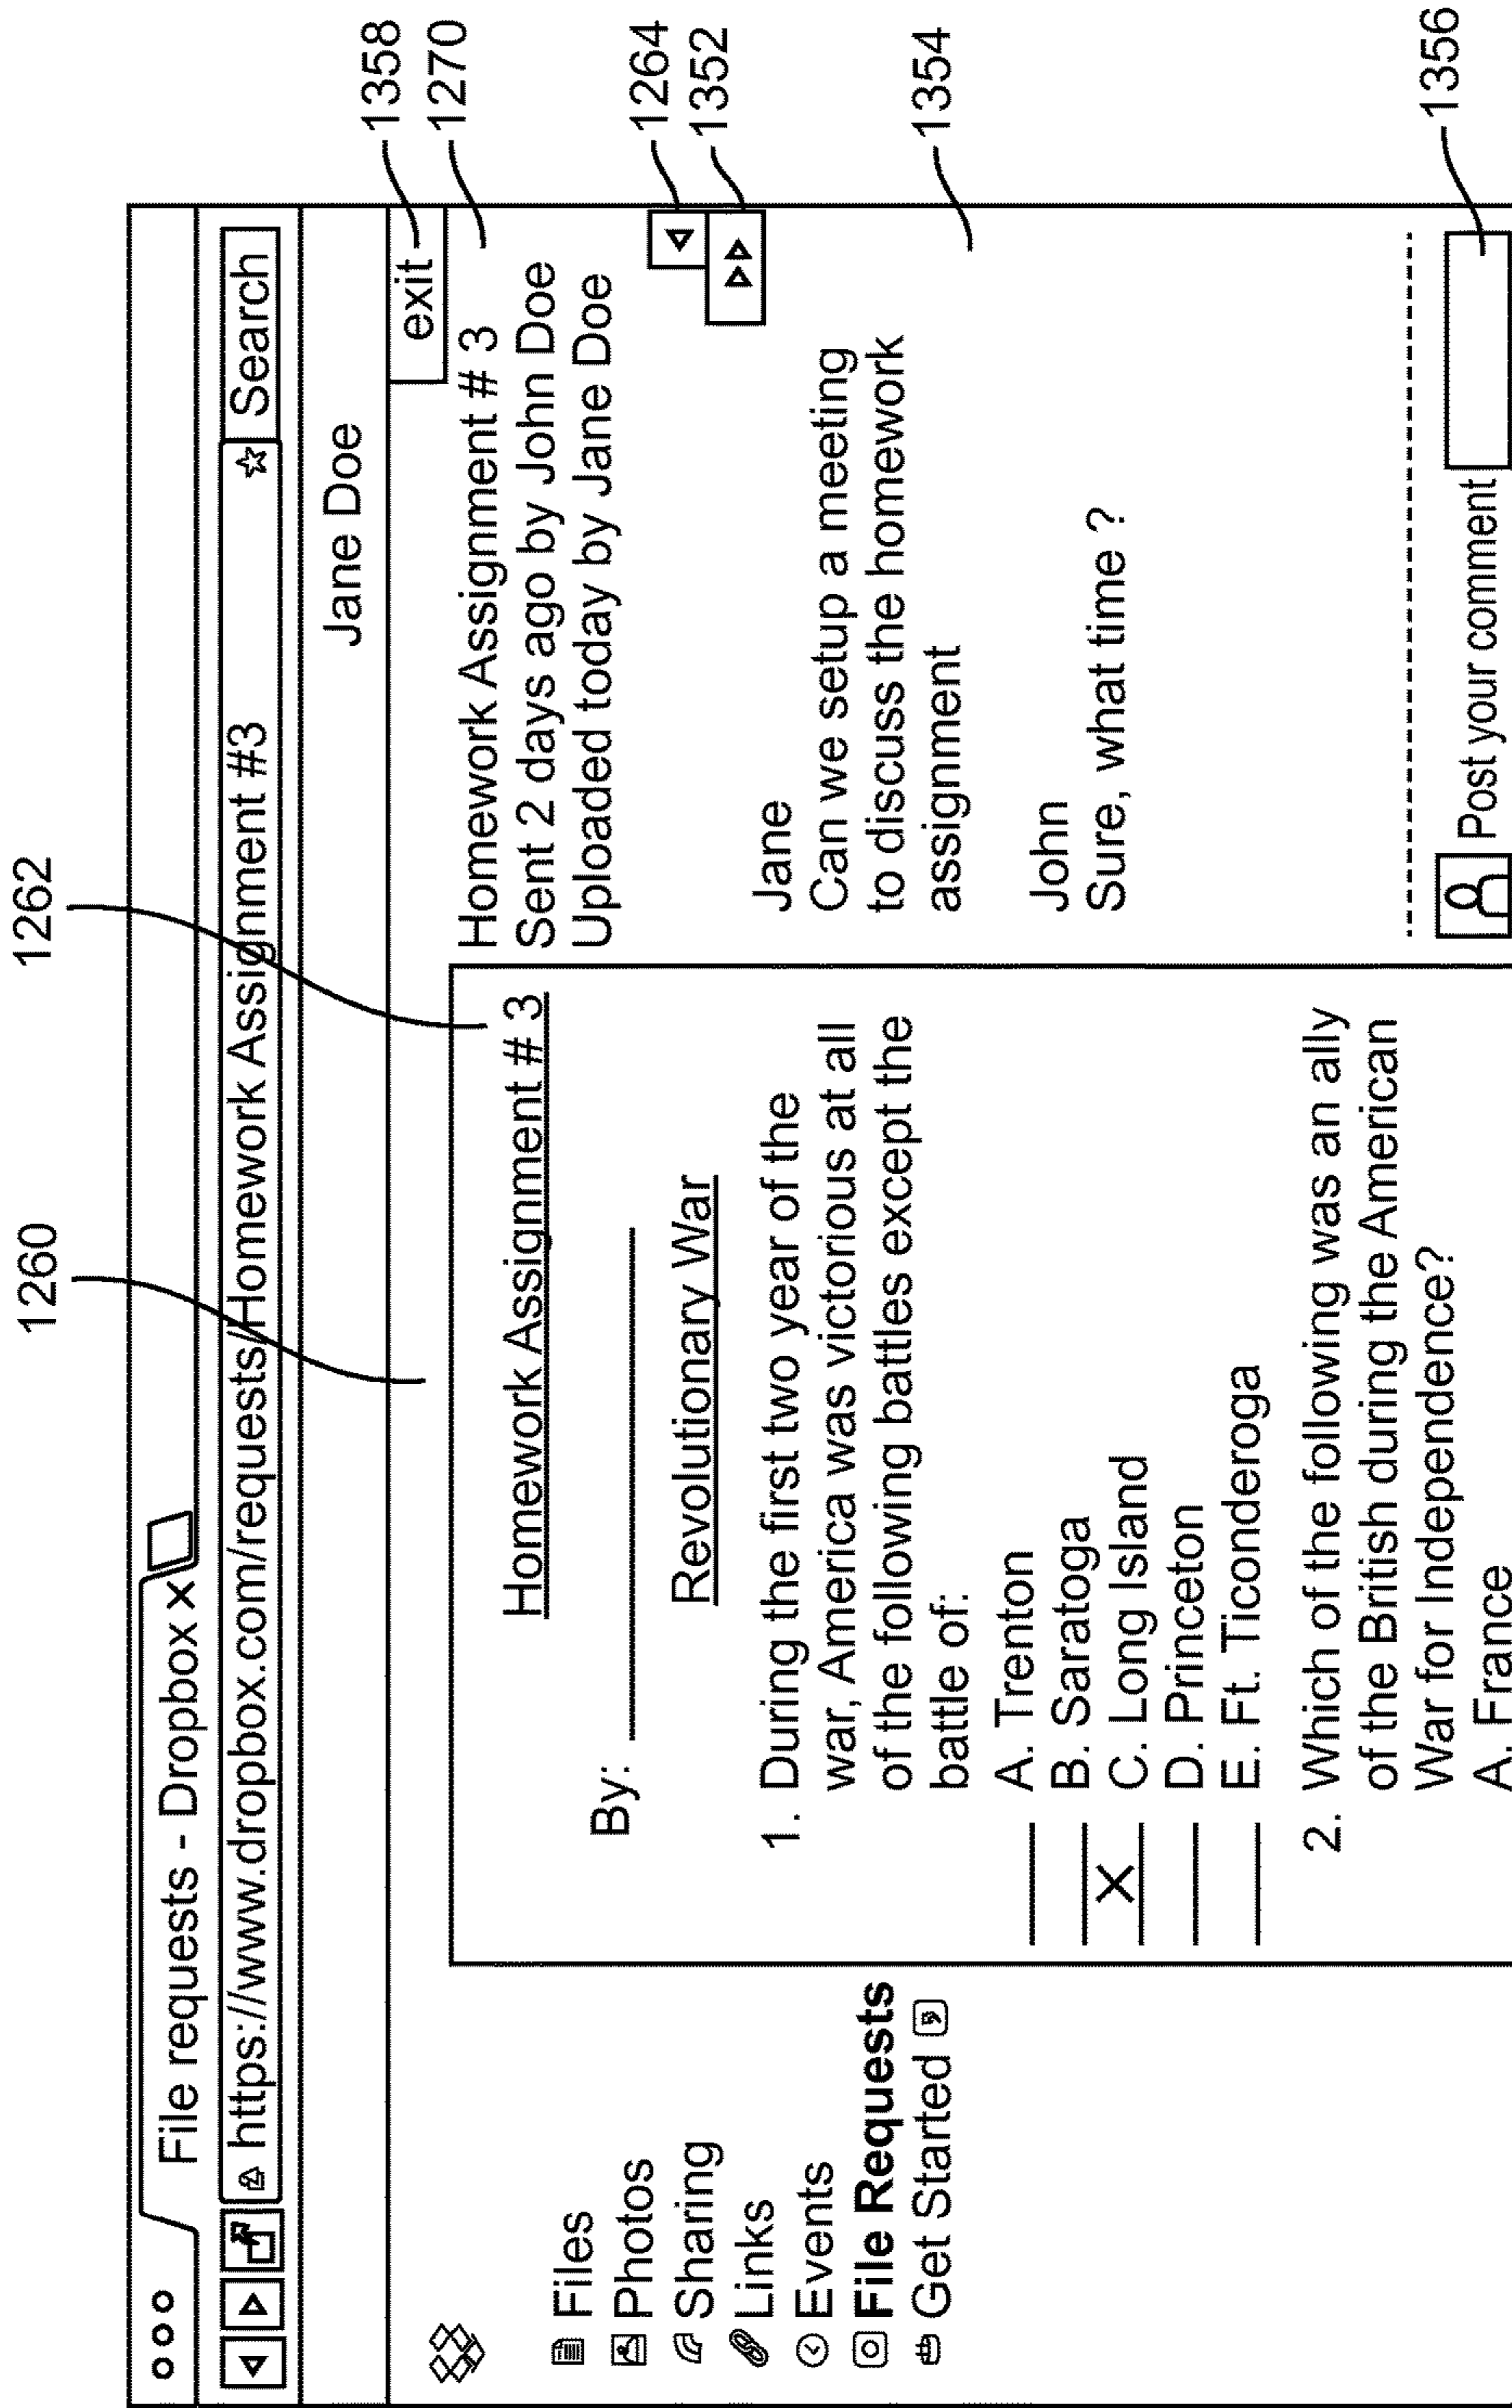 1260
1262
File requests - Dropbox ×
https://www.dropbox.com/requests/Homework Assignment #3
Search
Jane Doe
exit
1358
1270
Files
Photos
Sharing
Links
Events
File Requests
Get Started
Homework Assignment # 3
By:
Revolutionary War
1. During the first two year of the
war, America was victorious at all
of the following battles except the
battle of:
A. Trenton
B. Saratoga
X C. Long Island
D. Princeton
E. Ft. Ticonderoga
2. Which of the following was an ally
of the British during the American
War for Independence?
A. France
Homework Assignment # 3
Sent 2 days ago by John Doe
Uploaded today by Jane Doe
1264
1352
Jane
Can we setup a meeting
to discuss the homework
assignment
1354
John
Sure, what time ?
Post your comment
1356